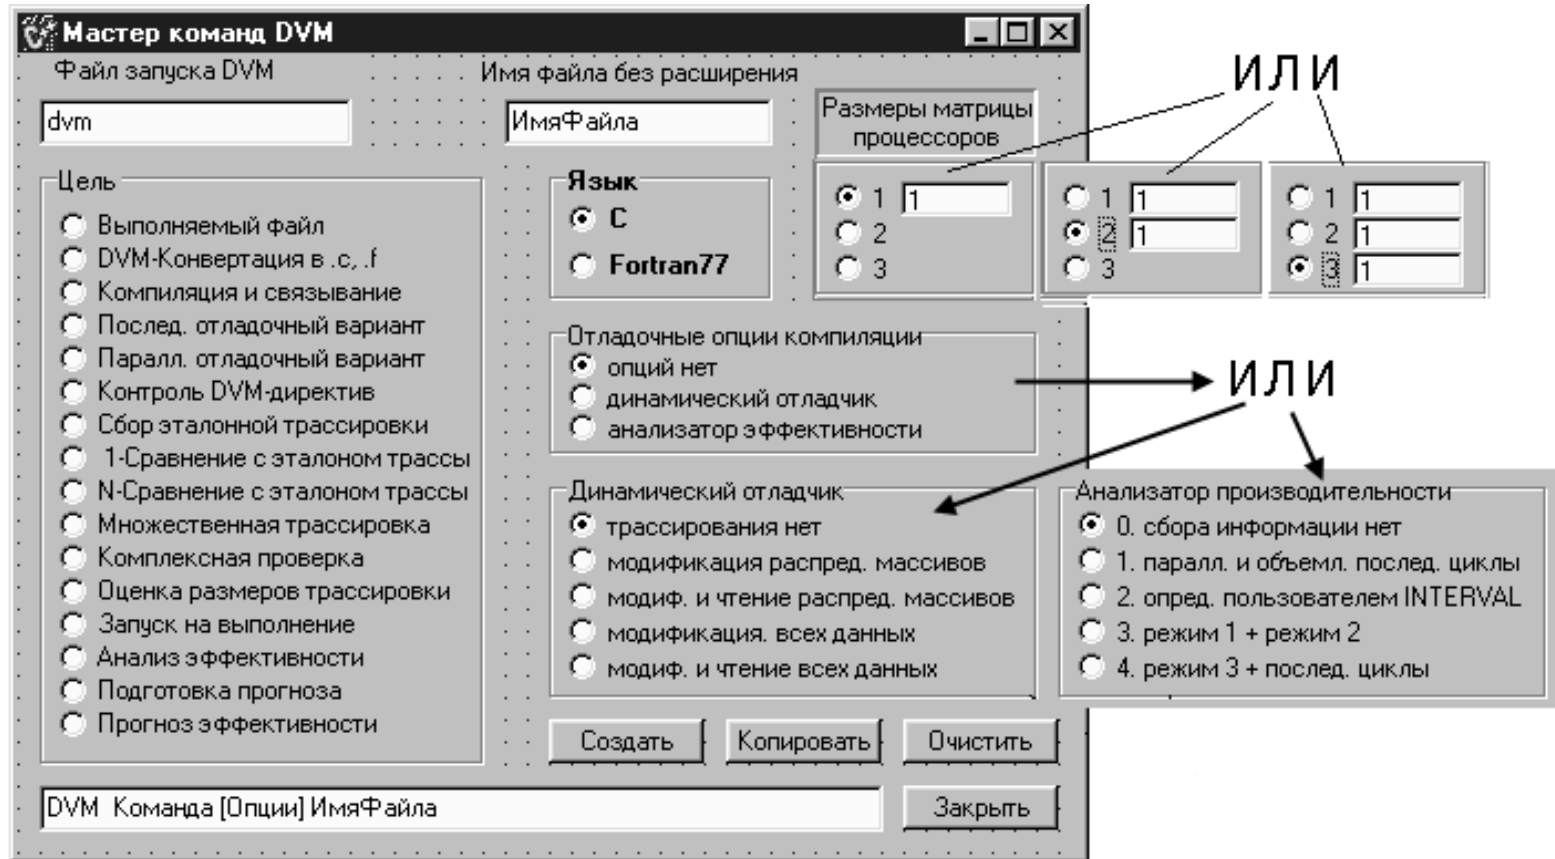 Мастер команд DVM
Файл запуска DVM
Имя файла без расширения
dvm
ИмяФайла
Размеры матрицы
процессоров
ИЛИ
1 1
2
3
1 1
2 1
3
1 1
2 1
3 1
Цель
Выполняемый файл
DVM-Конвертация в .c, .f
Компиляция и связывание
Послед. отладочный вариант
Паралл. отладочный вариант
Контроль DVM-директив
Сбор эталонной трассировки
1-Сравнение с эталоном трассы
N-Сравнение с эталоном трассы
Множественная трассировка
Комплексная проверка
Оценка размеров трассировки
Запуск на выполнение
Анализ эффективности
Подготовка прогноза
Прогноз эффективности
Язык
C
Fortran77
Отладочные опции компиляции
опций нет
динамический отладчик
анализатор эффективности
ИЛИ
Динамический отладчик
трассирования нет
модификация распред. массивов
модиф. и чтение распред. массивов
модификация. всех данных
модиф. и чтение всех данных
Анализатор производительности
0. сбора информации нет
1. паралл. и объемл. послед. циклы
2. опред. пользователем INTERVAL
3. режим 1 + режим 2
4. режим 3 + послед. циклы
Создать
Копировать
Очистить
DVM Команда [Опции] ИмяФайла
Закрыть